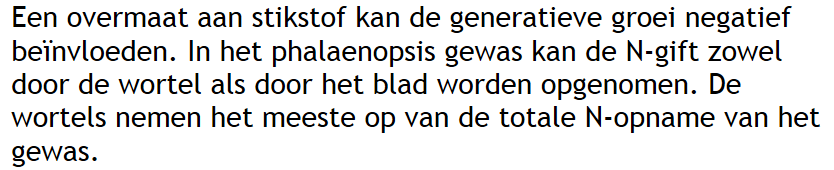 Een overmaat aan stikstof kan de generatieve groei negatief
beïnvloeden. In het phalaenopsis gewas kan de N-gift zowel
door de wortel als door het blad worden opgenomen. De
wortels nemen het meeste op van de totale N-opname van het
gewas.